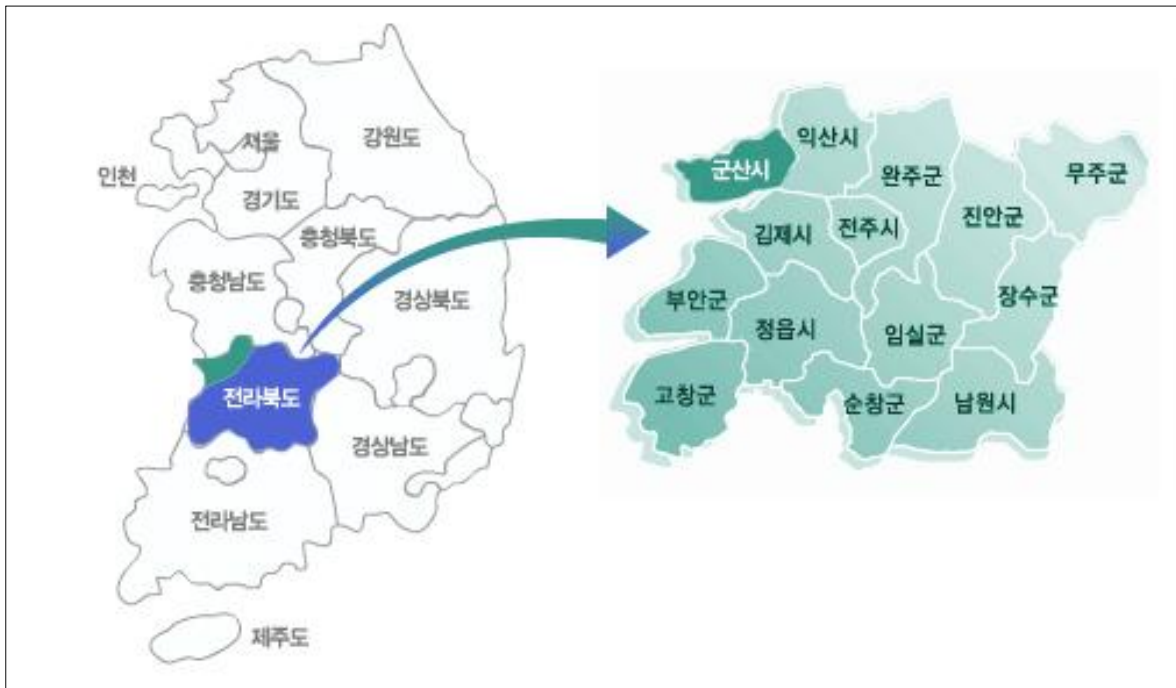 강원도
서울
인천
경기도
충청북도
충청남도
경상북도
전라북도
경상남도
전라남도
제주도
익산시
군산시
완주군
무주군
진안군
김제시
전주시
부안군
장수군
정읍시
임실군
고창군
순창군
남원시